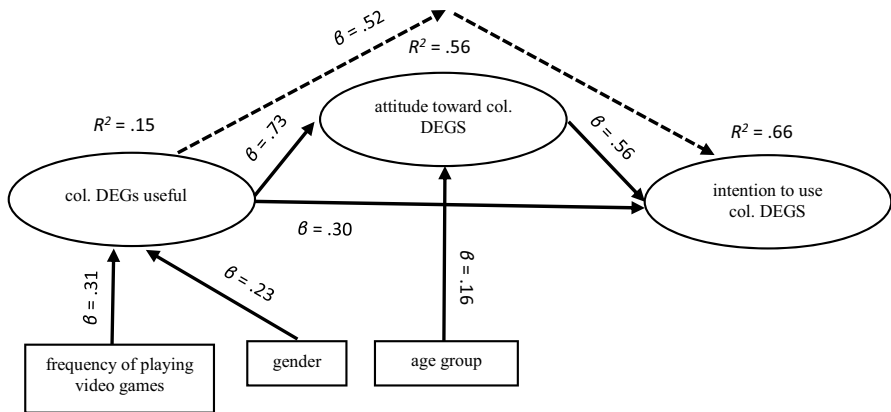 β = .52
R² = .56
attitude toward col.
DEGS
R² = .15
β = .73
β = .56
R² = .66
col. DEGs useful
intention to use
col. DEGS
β = .30
β = .31
β = .23
β = .16
frequency of playing
video games
gender
age group